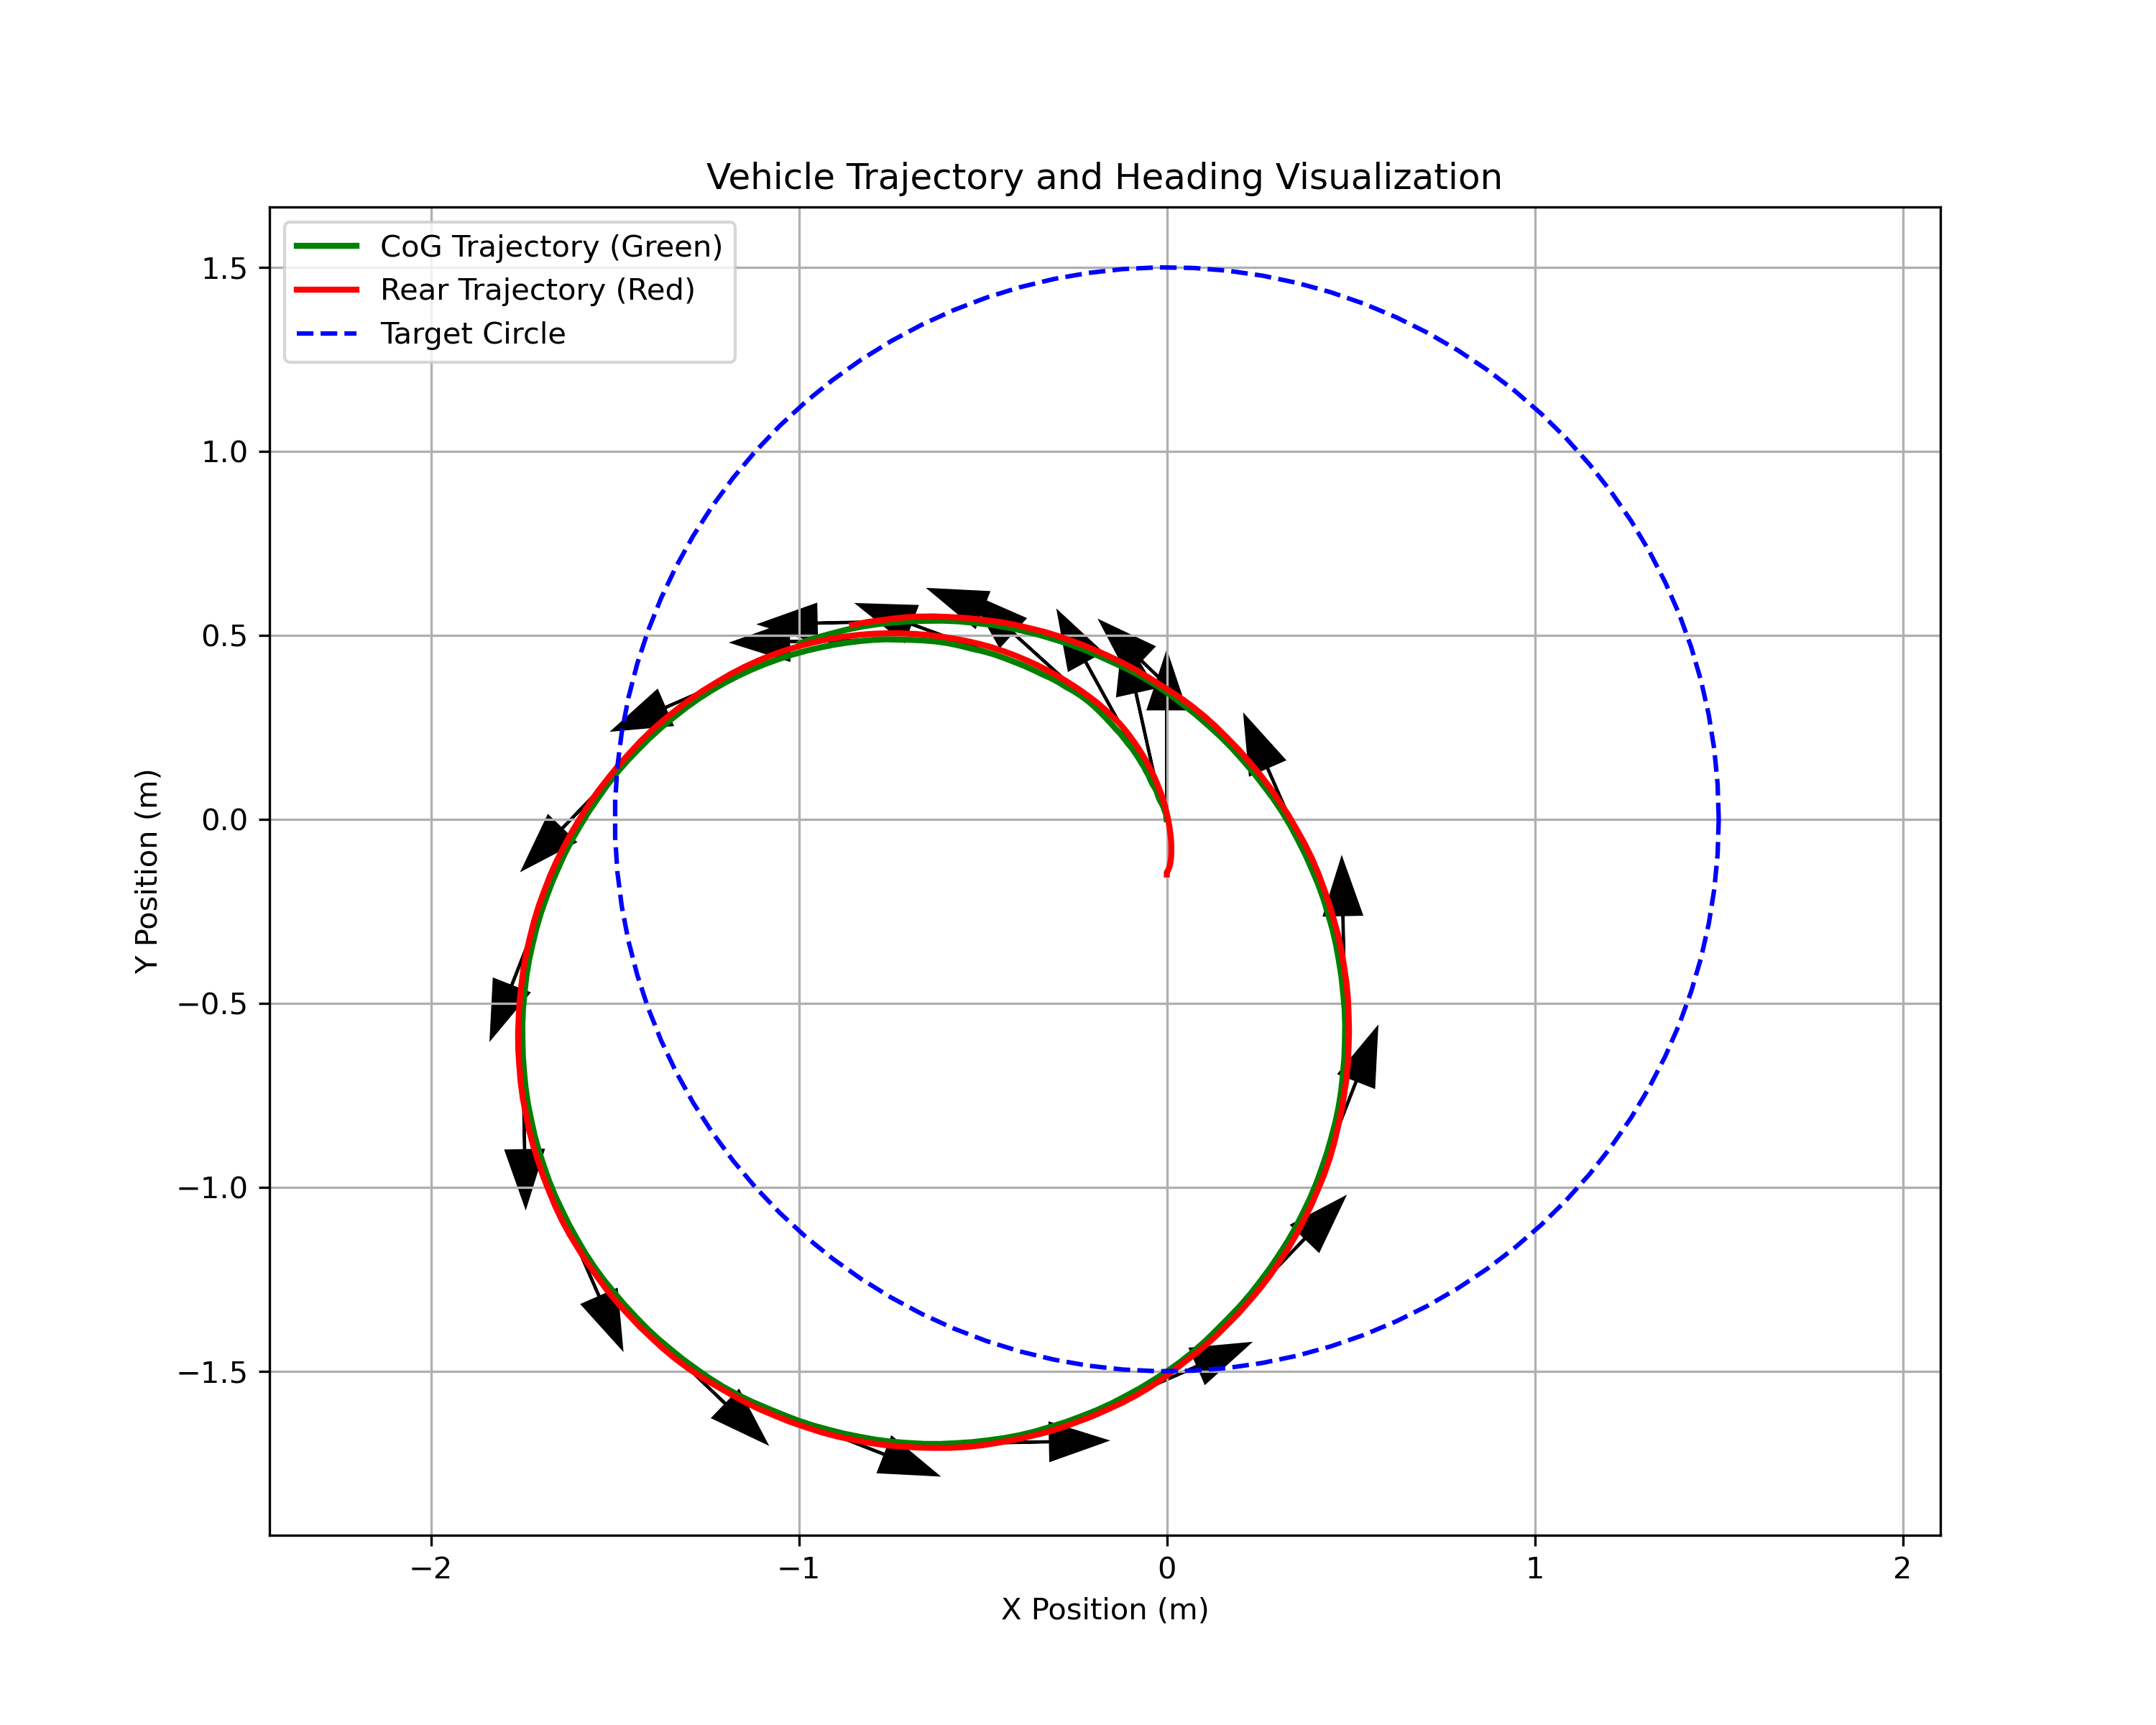 Vehicle Trajectory and Heading Visualization
CoG Trajectory (Green)
Rear Trajectory (Red)
Target Circle
Y Position (m)
1.5
1.0
0.5
0.0
−0.5
−1.0
−1.5
−2 −1 0 1 2
X Position (m)